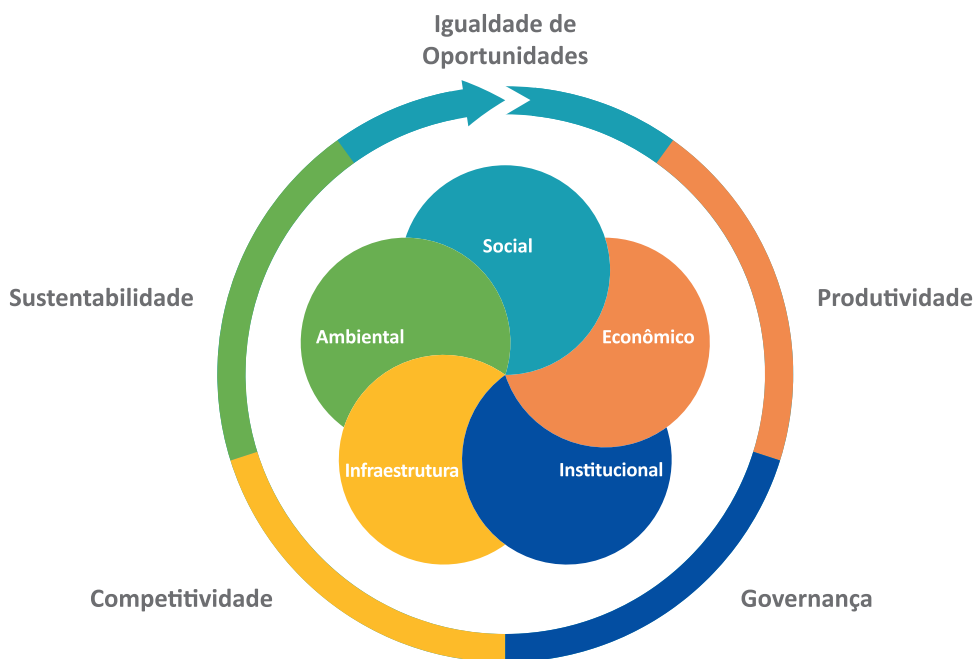 Igualdade de
Oportunidades
Social
Sustentabilidade
Produtividade
Ambiental
Econômico
Infraestrutura
Institucional
Competitividade
Governança